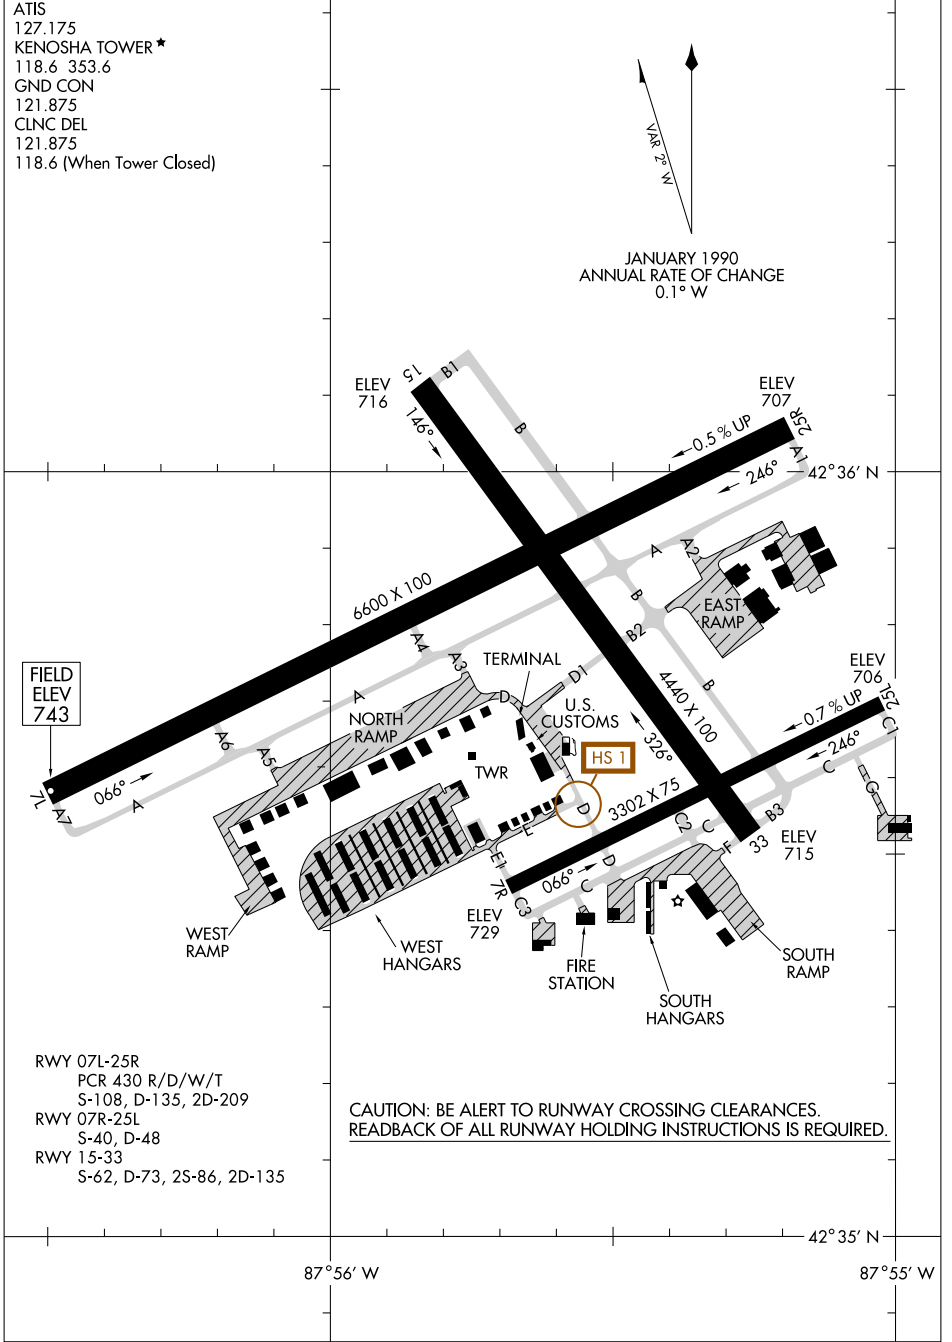 ATIS
127.175
KENOSHA TOWER★
118.6 353.6
GND CON
121.875
CLNC DEL
121.875
118.6 (When Tower Closed)
VAR 2° W
JANUARY 1990
ANNUAL RATE OF CHANGE
0.1° W
15
B1
ELEV
716
146°
B
ELEV
707
25R
0.5% UP
A1
246°
42°36' N
A
A2
6600 X 100
B
EAST
RAMP
B2
A4
A3
TERMINAL
D1
FIELD
ELEV
743
ELEV
706
25L
A
D
4440 X 100
B
0.7% UP
C1
NORTH
RAMP
U.S.
CUSTOMS
A6
A5
326°
246°
HS 1
TWR
C
066°
7L
A7
A
3302 X 75
G
D
E
C2
C
B3
F
33
ELEV
715
E1
7R
066°
D
C
C3
ELEV
729
WEST
RAMP
WEST
HANGARS
FIRE
STATION
SOUTH
RAMP
SOUTH
HANGARS
RWY 07L-25R
PCR 430 R/D/W/T
S-108, D-135, 2D-209
RWY 07R-25L
S-40, D-48
RWY 15-33
S-62, D-73, 2S-86, 2D-135
CAUTION: BE ALERT TO RUNWAY CROSSING CLEARANCES.
READBACK OF ALL RUNWAY HOLDING INSTRUCTIONS IS REQUIRED.
42°35' N
87°56' W
87°55' W